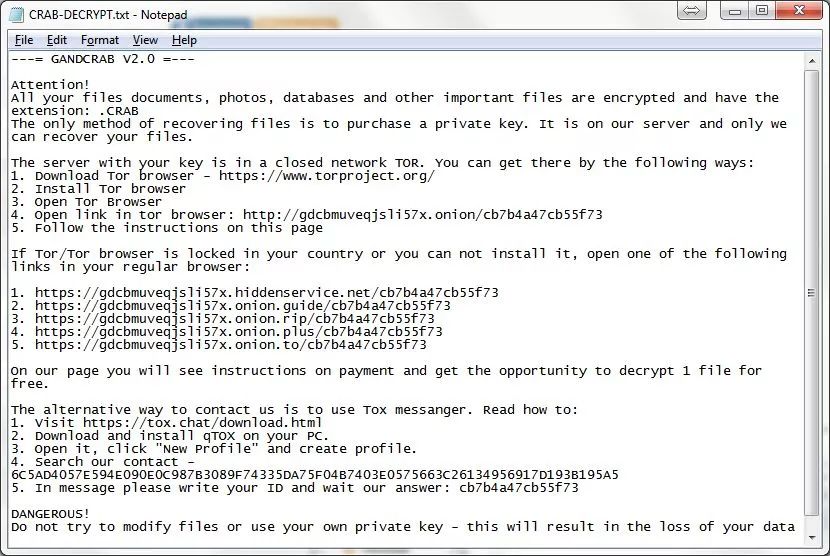 CRAB-DECRYPT.txt - Notepad
File Edit Format View Help
---= GANDCRAB V2.0 =---
Attention!
All your files documents, photos, databases and other important files are encrypted and have the
extension: .CRAB
The only method of recovering files is to purchase a private key. It is on our server and only we
can recover your files.
The server with your key is in a closed network TOR. You can get there by the following ways:
1. Download Tor browser - https://www.torproject.org/
2. Install Tor browser
3. Open Tor Browser
4. Open link in tor browser: http://gdcbmuveqjsli57x.onion/cb7b4a47cb55f73
5. Follow the instructions on this page
If Tor/Tor browser is locked in your country or you can not install it, open one of the following
links in your regular browser:
1. https://gdcbmuveqjsli57x.hiddenservice.net/cb7b4a47cb55f73
2. https://gdcbmuveqjsli57x.onion.guide/cb7b4a47cb55f73
3. https://gdcbmuveqjsli57x.onion.rip/cb7b4a47cb55f73
4. https://gdcbmuveqjsli57x.onion.plus/cb7b4a47cb55f73
5. https://gdcbmuveqjsli57x.onion.to/cb7b4a47cb55f73
On our page you will see instructions on payment and get the opportunity to decrypt 1 file for
free.
The alternative way to contact us is to use Tox messanger. Read how to:
1. Visit https://tox.chat/download.html
2. Download and install qTOX on your PC.
3. Open it, click "New Profile" and create profile.
4. Search our contact -
6C5AD4057E594E090E0C987B3089F74335DA75F04B7403E0575663C26134956917D193B195A5
5. In message please write your ID and wait our answer: cb7b4a47cb55f73
DANGEROUS!
Do not try to modify files or use your own private key - this will result in the loss of your data